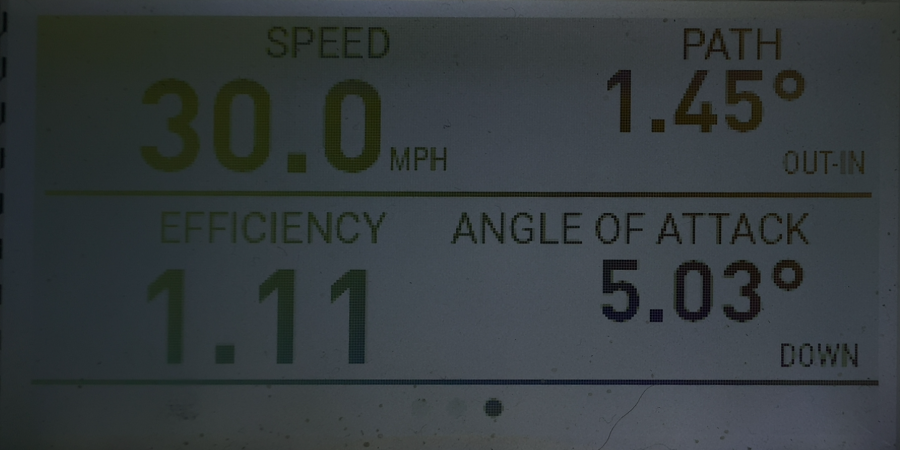 SPEED
30.0 MPH
PATH
1.45°
OUT-IN
EFFICIENCY
1.11
ANGLE OF ATTACK
5.03°
DOWN